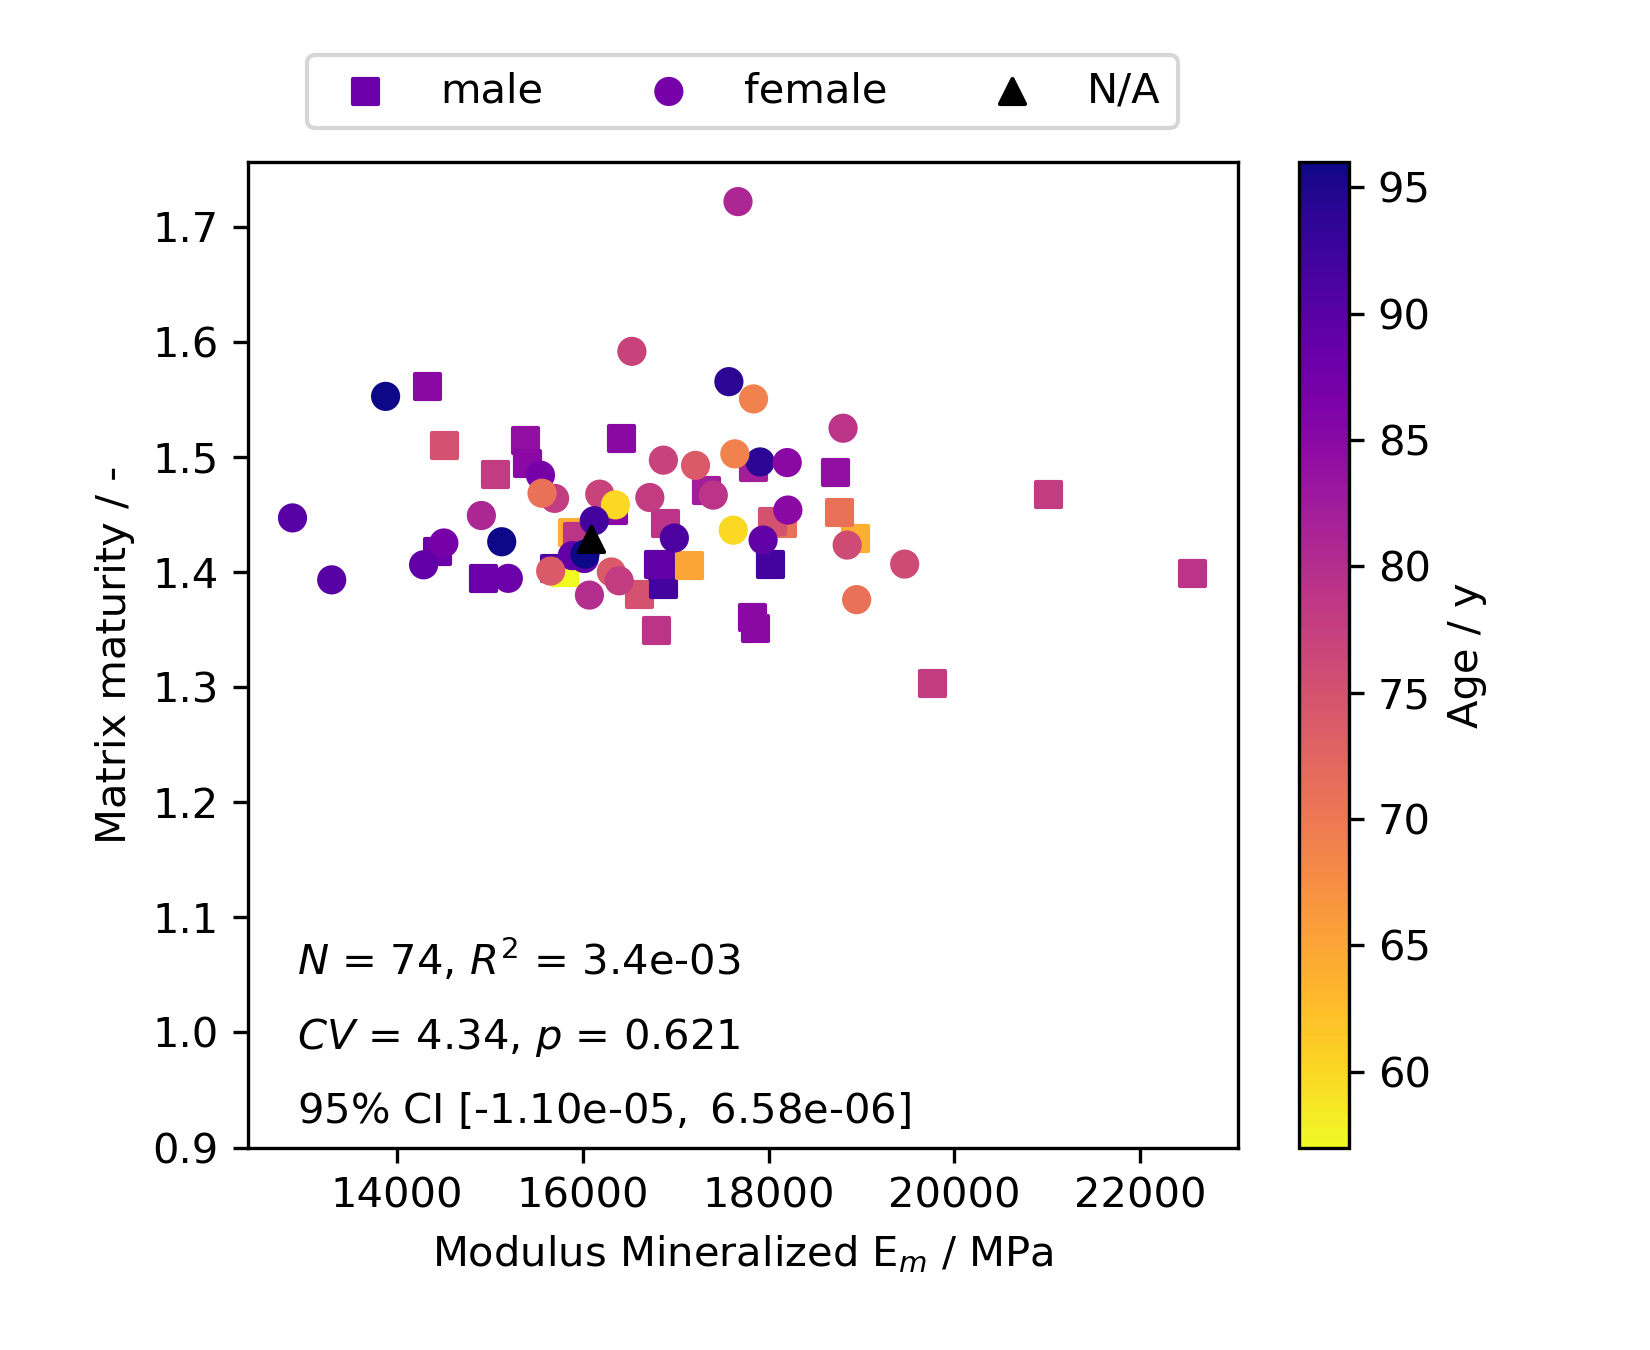 male female N/A
1.7
1.6
1.5
1.4
1.3
1.2
1.1
1.0
0.9
Matrix maturity / -
N = 74, R² = 3.4e-03
CV = 4.34, p = 0.621
95% CI [-1.10e-05, 6.58e-06]
14000 16000 18000 20000 22000
Modulus Mineralized Eₘ / MPa
95
90
85
80
75
70
65
60
Age / y